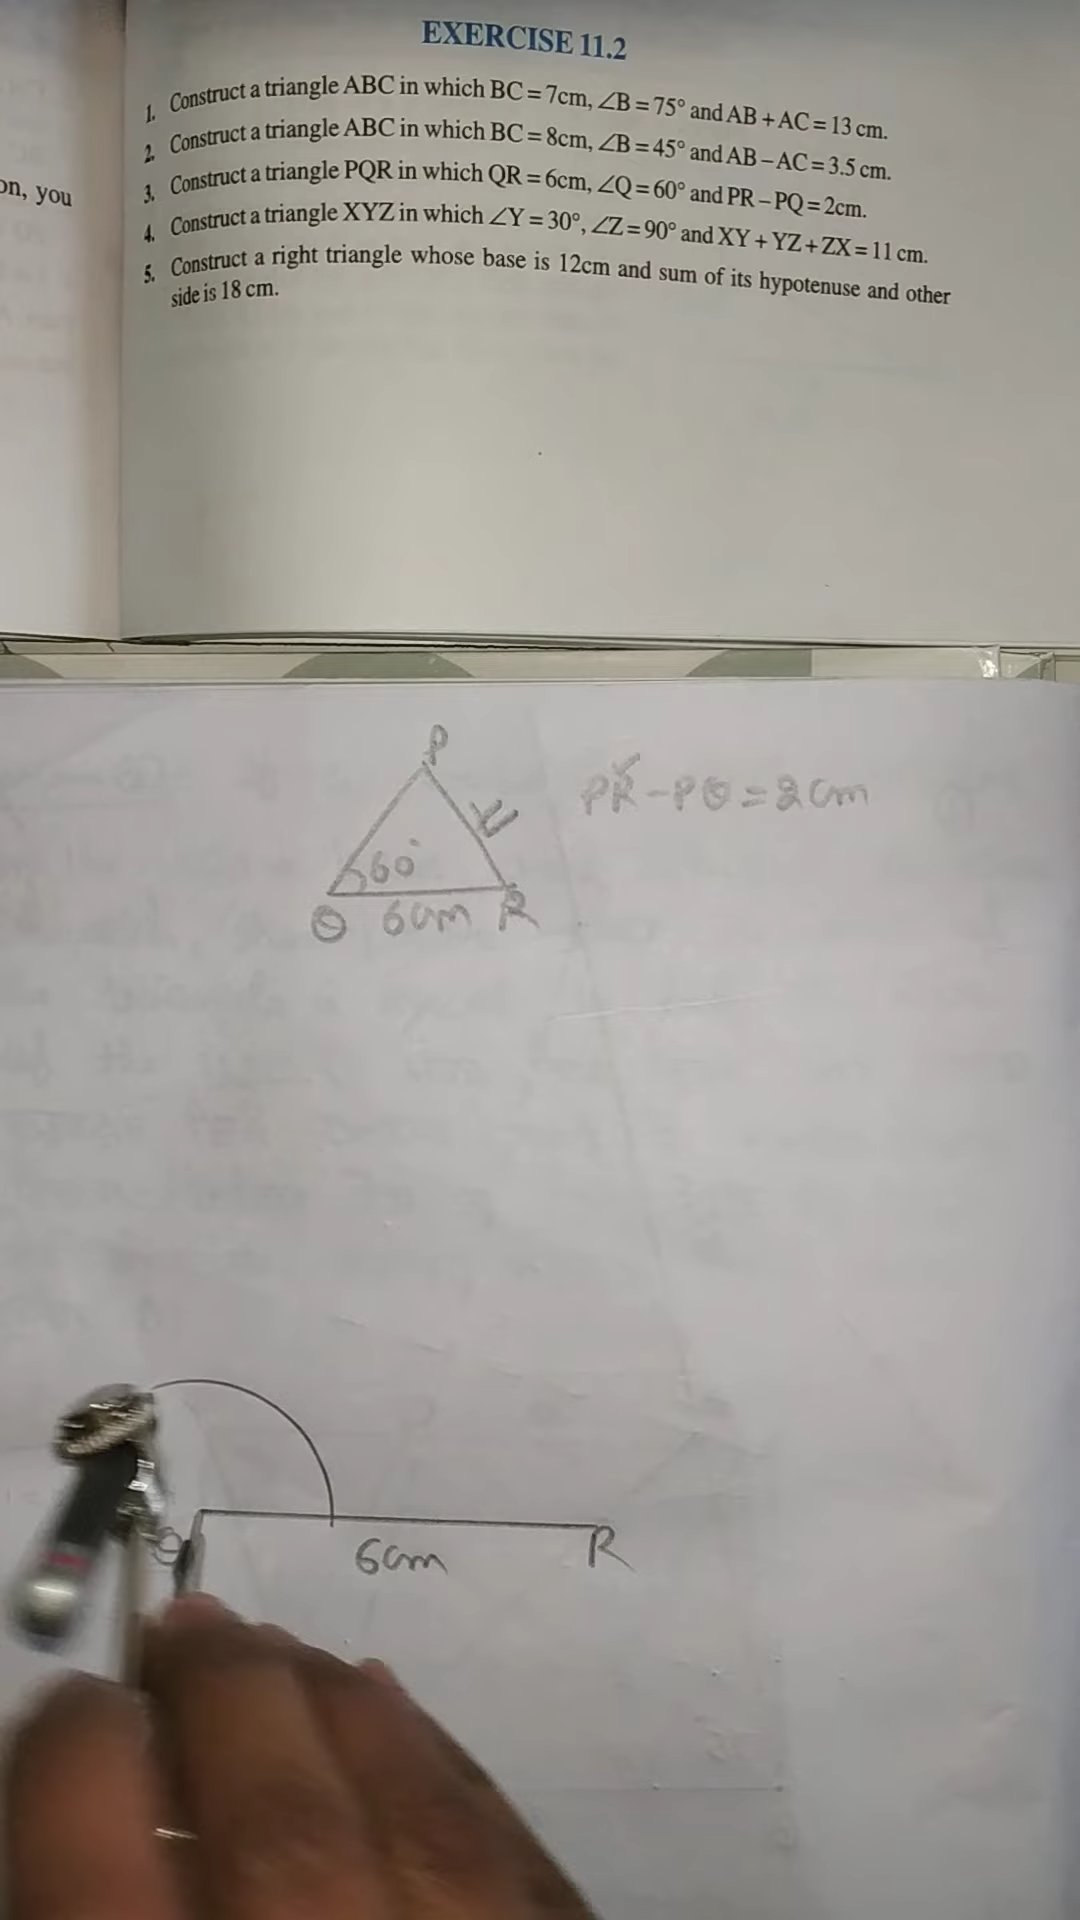 EXERCISE 11.2
1. Construct a triangle ABC in which BC = 7cm, ∠B = 75° and AB + AC = 13 cm.
2. Construct a triangle ABC in which BC = 8cm, ∠B = 45° and AB – AC = 3.5 cm.
3. Construct a triangle PQR in which QR = 6cm, ∠Q = 60° and PR – PQ = 2cm.
4. Construct a triangle XYZ in which ∠Y = 30°, ∠Z = 90° and XY + YZ + ZX = 11 cm.
5. Construct a right triangle whose base is 12cm and sum of its hypotenuse and other
side is 18 cm.
on, you
P
PR - PQ = 2cm
60°
Q 6cm R
Q 6cm R